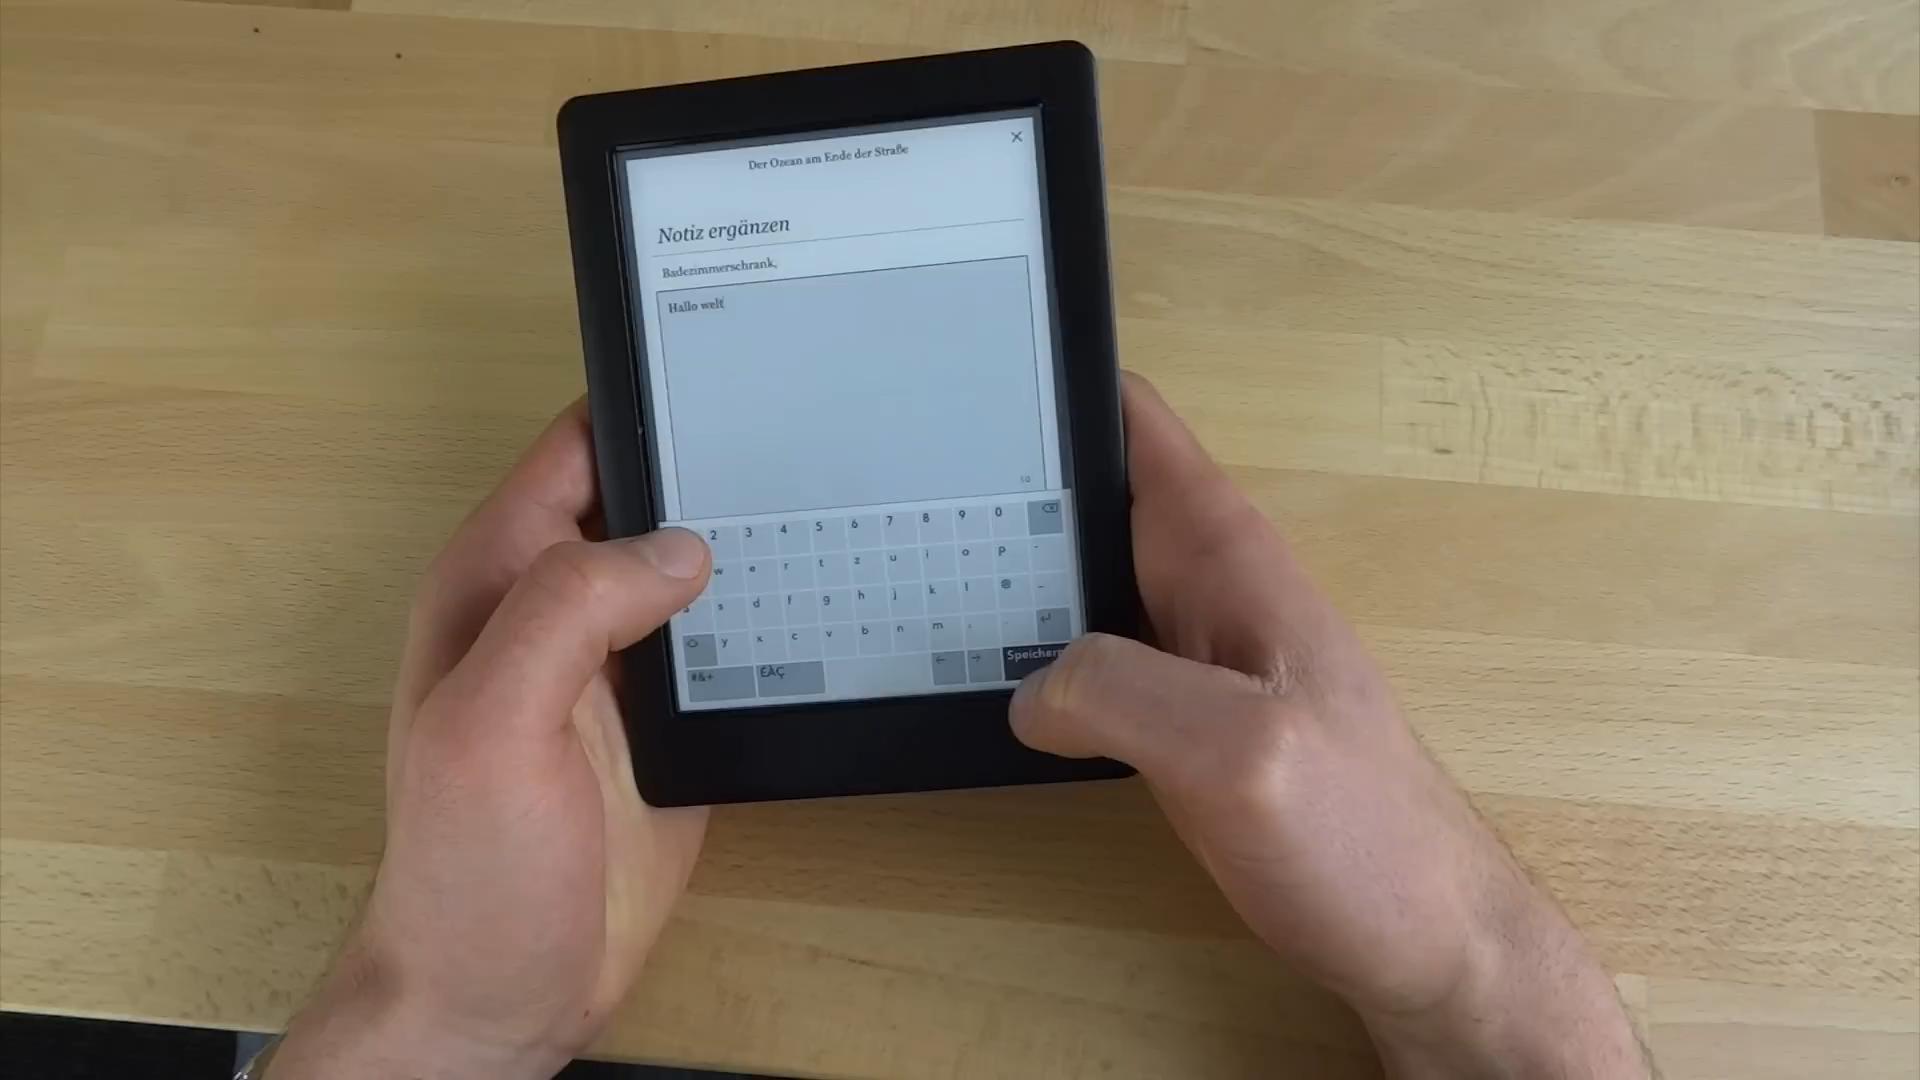 Der Ozean am Ende der Straße
Notiz ergänzen
Badezimmerschrank,
Hallo welt
2 3 4 5 6 7 8 9 0
w e r t z u i o p -
s d f g h j k l @ _
y x c v b n m , .
#&+ ÉÀÇ ← → Speichern